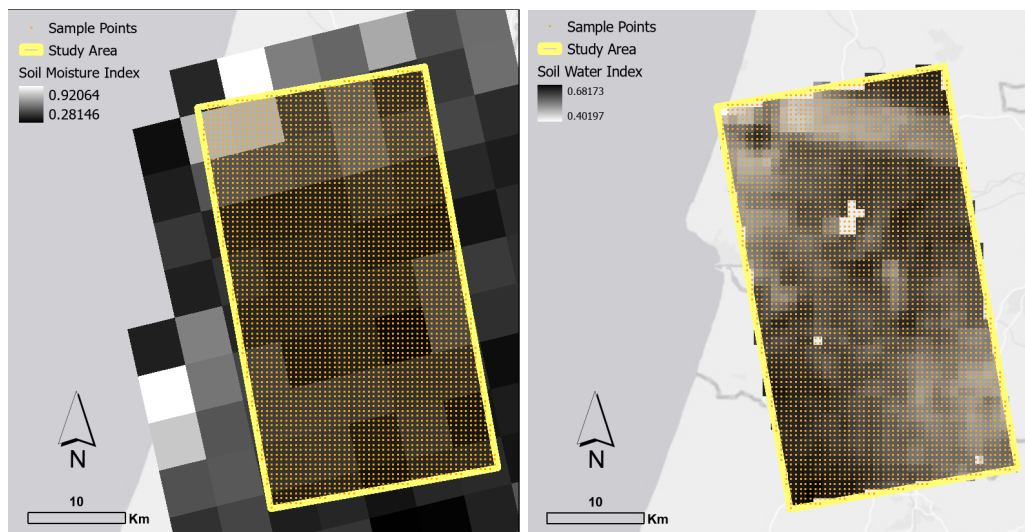 Sample Points
Study Area
Soil Moisture Index
0.92064
0.28146
N
10
Km
Sample Points
Study Area
Soil Water Index
0.68173
0.40197
N
10
Km